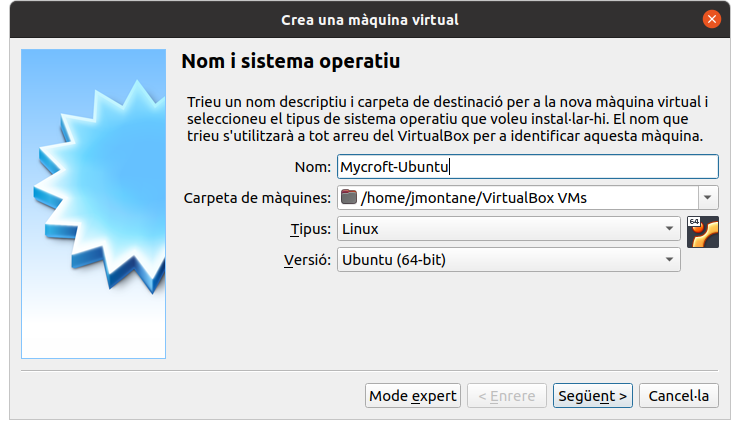 Crea una màquina virtual
Nom i sistema operatiu
Trieu un nom descriptiu i carpeta de destinació per a la nova màquina virtual i
seleccioneu el tipus de sistema operatiu que voleu instal·lar-hi. El nom que
trieu s'utilitzarà a tot arreu del VirtualBox per a identificar aquesta màquina.
Nom: Mycroft-Ubuntu
Carpeta de màquines: /home/jmontane/VirtualBox VMs
Tipus: Linux 64
Versió: Ubuntu (64-bit)
Mode expert < Enrere Següent > Cancel·la